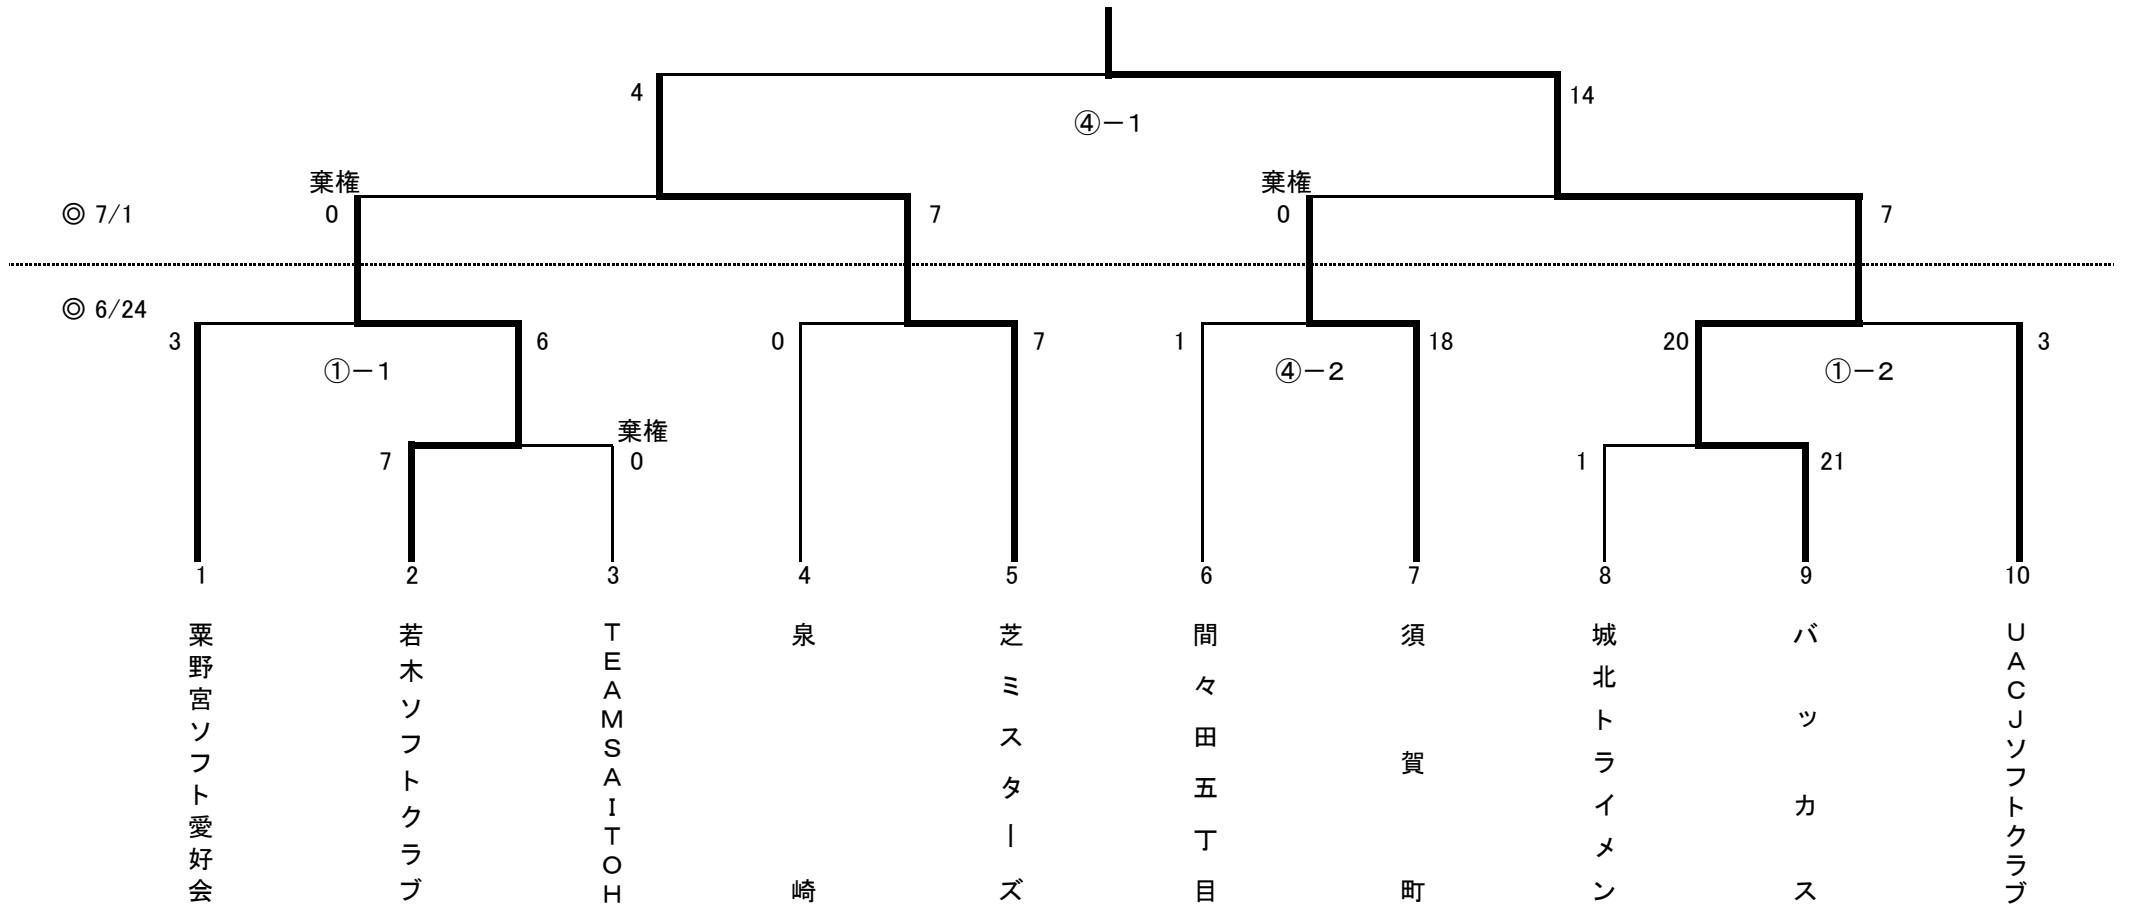 4
14
④－1
棄権
棄権
◎ 7/1
0
7
0
7
◎ 6/24
3
6
0
7
1
18
20
3
①－1
④－2
①－2
棄権
7
0
1
21
1
2
3
4
5
6
7
8
9
10
粟野宮ソフト愛好会
若木ソフトクラブ
TEAMSAITOH
泉崎
芝ミスターズ
間々田五丁目
須賀町
城北トライメン
バッカス
UACJソフトクラブ